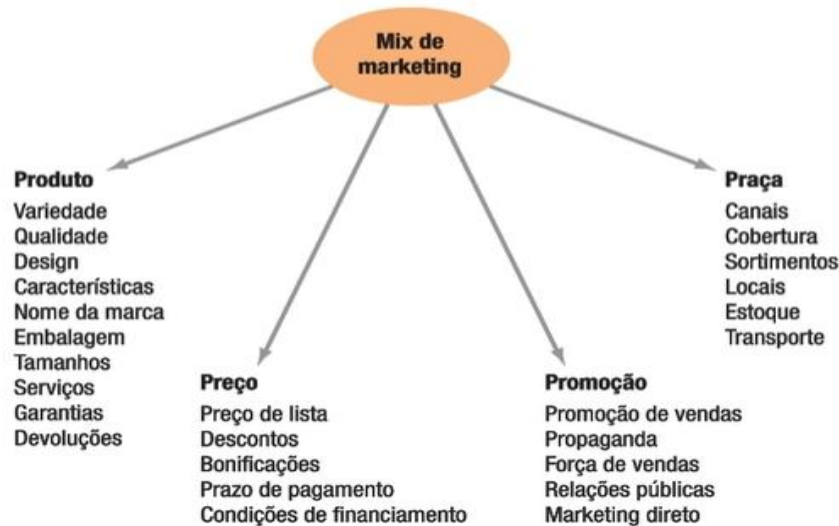 Mix de
marketing
Produto
Variedade
Qualidade
Design
Características
Nome da marca
Embalagem
Tamanhos
Serviços
Garantias
Devoluções
Preço
Preço de lista
Descontos
Bonificações
Prazo de pagamento
Condições de financiamento
Promoção
Promoção de vendas
Propaganda
Força de vendas
Relações públicas
Marketing direto
Praça
Canais
Cobertura
Sortimentos
Locais
Estoque
Transporte